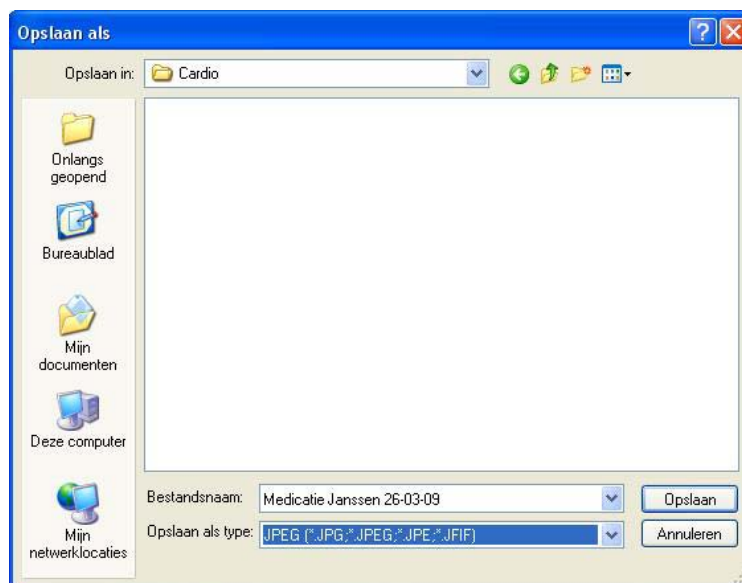 Opslaan als
Opslaan in: Cardio
Onlangs
geopend
Bureaublad
Mijn
documenten
Deze computer
Mijn
netwerklocaties
Bestandsnaam: Medicatie Janssen 26-03-09
Opslaan
Opslaan als type: JPEG (*.JPG;*.JPEG;*.JPE;*.JFIF)
Annuleren